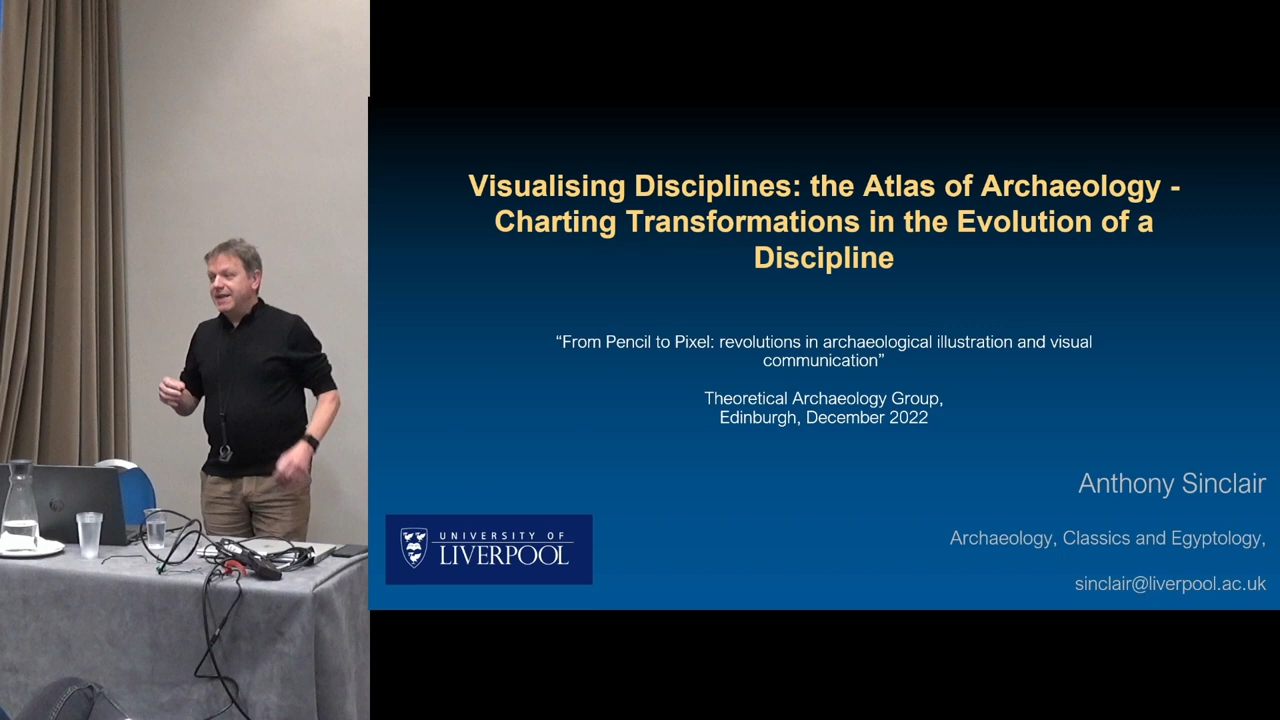 Visualising Disciplines: the Atlas of Archaeology -
Charting Transformations in the Evolution of a
Discipline
“From Pencil to Pixel: revolutions in archaeological illustration and visual
communication”
Theoretical Archaeology Group,
Edinburgh, December 2022
Anthony Sinclair
Archaeology, Classics and Egyptology,
sinclair@liverpool.ac.uk
UNIVERSITY OF
LIVERPOOL